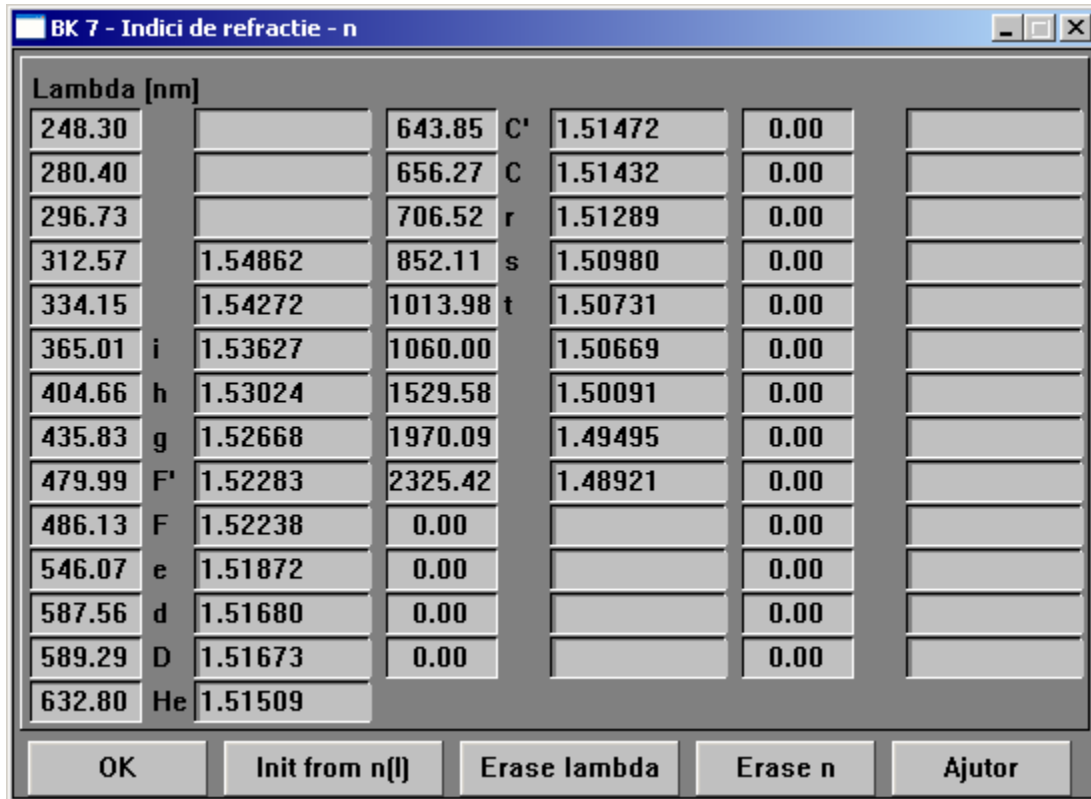 BK 7 - Indici de refractie - n
Lambda [nm]
248.30 643.85 C' 1.51472 0.00
280.40 656.27 C 1.51432 0.00
296.73 706.52 r 1.51289 0.00
312.57 1.54862 852.11 s 1.50980 0.00
334.15 1.54272 1013.98 t 1.50731 0.00
365.01 i 1.53627 1060.00 1.50669 0.00
404.66 h 1.53024 1529.58 1.50091 0.00
435.83 g 1.52668 1970.09 1.49495 0.00
479.99 F' 1.52283 2325.42 1.48921 0.00
486.13 F 1.52238 0.00 0.00
546.07 e 1.51872 0.00 0.00
587.56 d 1.51680 0.00 0.00
589.29 D 1.51673 0.00 0.00
632.80 He 1.51509
OK Init from n(l) Erase lambda Erase n Ajutor